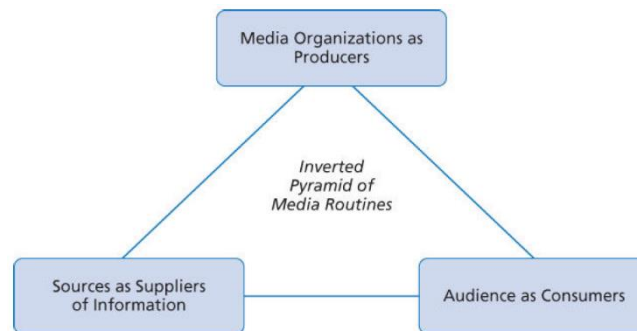 Media Organizations as
Producers
Inverted
Pyramid of
Media Routines
Sources as Suppliers
of Information
Audience as Consumers